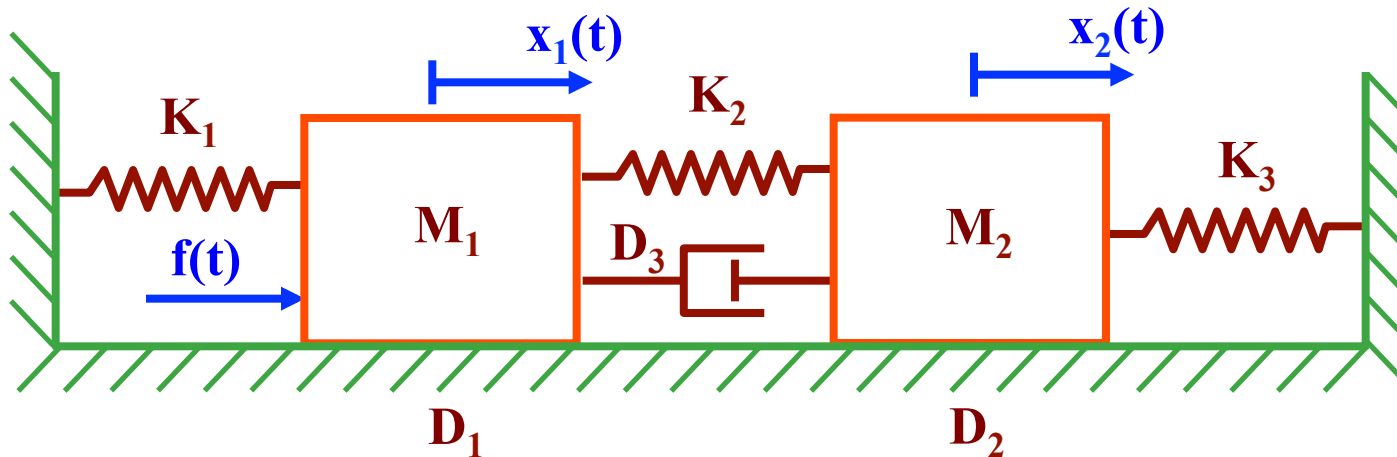 x₁(t)
x₂(t)
K₁
K₂
K₃
M₁
M₂
D₃
f(t)
D₁
D₂